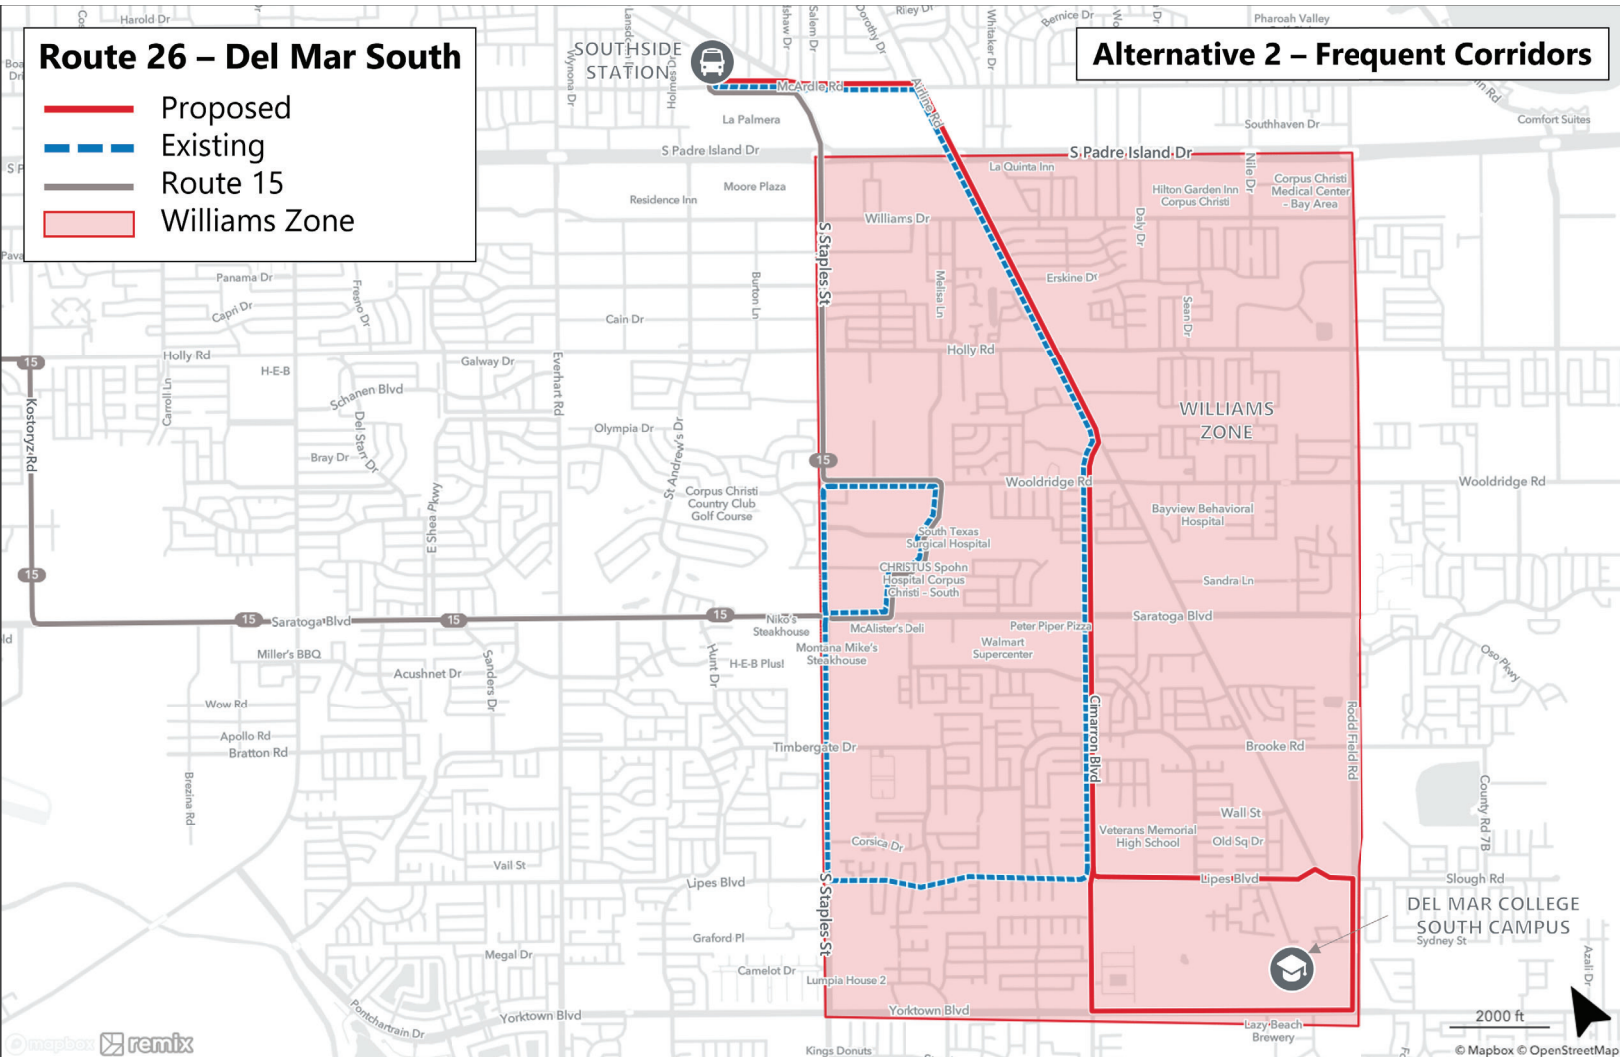 Harold Dr
Riley Dr
Bernice Dr
Pharoah Valley
Route 26 – Del Mar South
Proposed
Existing
Route 15
Williams Zone
Alternative 2 – Frequent Corridors
SOUTHSIDE
STATION
Wynona Dr
Holmes Dr
Salem Dr
Dorothy Dr
Whitaker Dr
McArdle Rd
Airline Rd
La Palmera
Southhaven Dr
Comfort Suites
S Padre Island Dr
S Padre Island Dr
La Quinta Inn
Nile Dr
Moore Plaza
Residence Inn
Hilton Garden Inn
Corpus Christi
Corpus Christi
Medical Center
- Bay Area
Williams Dr
Daly Dr
S Staples St
Panama Dr
Capri Dr
Fresno Dr
Burton Ln
Melisa Ln
Erskine Dr
Sean Dr
Cain Dr
Holly Rd
Holly Rd
Galway Dr
15
H-E-B
Carroll Ln
Schanen Blvd
Everhart Rd
Kostoryz Rd
Del Starr Dr
Olympia Dr
WILLIAMS
ZONE
Bray Dr
St Andrew's Dr
15
E Shea Pkwy
Corpus Christi
Country Club
Golf Course
Wooldridge Rd
Wooldridge Rd
Bayview Behavioral
Hospital
South Texas
Surgical Hospital
CHRISTUS Spohn
Hospital Corpus
Christi - South
Sandra Ln
15
15
Saratoga Blvd
15
15
Niko's
Steakhouse
McAlister's Deli
Peter Piper Pizza
Saratoga Blvd
Miller's BBQ
Acushnet Dr
Sanders Dr
Hunt Dr
H-E-B Plus!
Montana Mike's
Steakhouse
Walmart
Supercenter
Oso Pkwy
Wow Rd
Apollo Rd
Bratton Rd
Timbergate Dr
Cimarron Blvd
Brooke Rd
Rodd Field Rd
Brezina Rd
County Rd 7B
Wall St
Veterans Memorial
High School
Old Sq Dr
Corsica Dr
Vail St
Lipes Blvd
Lipes Blvd
Slough Rd
S Staples St
DEL MAR COLLEGE
SOUTH CAMPUS
Sydney St
Graford Pl
Megal Dr
Camelot Dr
Lumpia House 2
Azali Dr
Pontchartrain Dr
Yorktown Blvd
Yorktown Blvd
Lazy Beach
Brewery
2000 ft
Kings Donuts
mapbox
remix
© Mapbox © OpenStreetMap